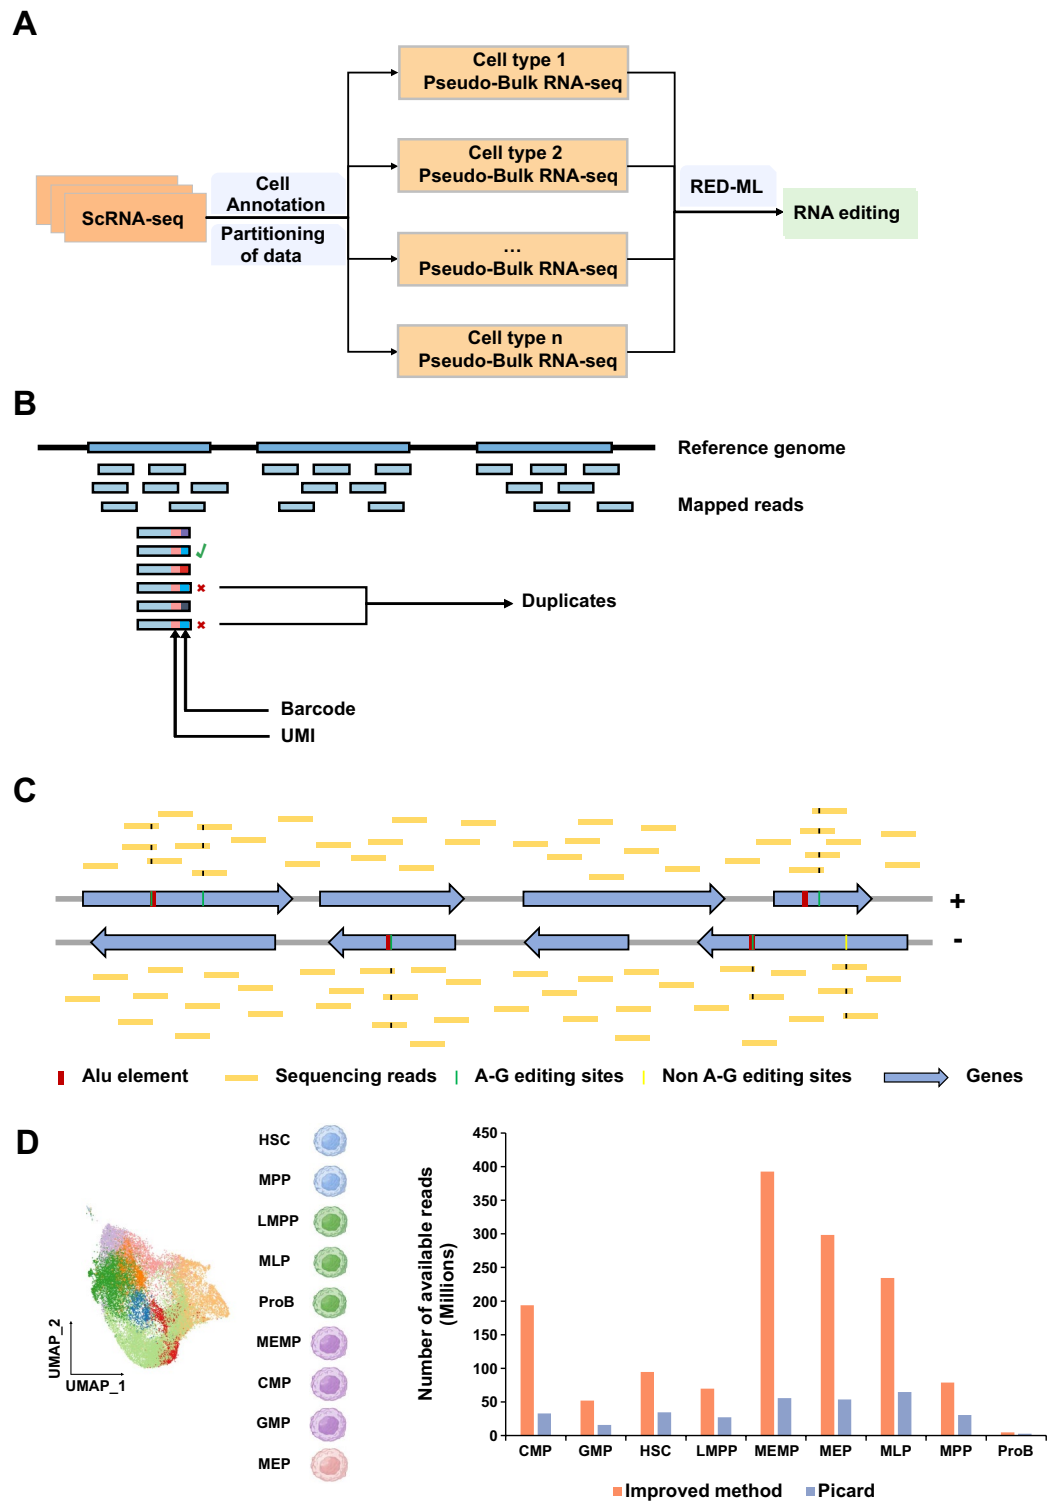 A
Cell type 1
Pseudo-Bulk RNA-seq
Cell type 2
Pseudo-Bulk RNA-seq
...
Pseudo-Bulk RNA-seq
Cell type n
Pseudo-Bulk RNA-seq
ScRNA-seq
Cell
Annotation
Partitioning
of data
RED-ML
RNA editing
B
Reference genome
Mapped reads
Duplicates
Barcode
UMI
C
+
-
Alu element
Sequencing reads
A-G editing sites
Non A-G editing sites
Genes
D
UMAP_2
UMAP_1
HSC
MPP
LMPP
MLP
ProB
MEMP
CMP
GMP
MEP
Number of available reads
(Millions)
450
400
350
300
250
200
150
100
50
0
CMP
GMP
HSC
LMPP
MEMP
MEP
MLP
MPP
ProB
Improved method
Picard